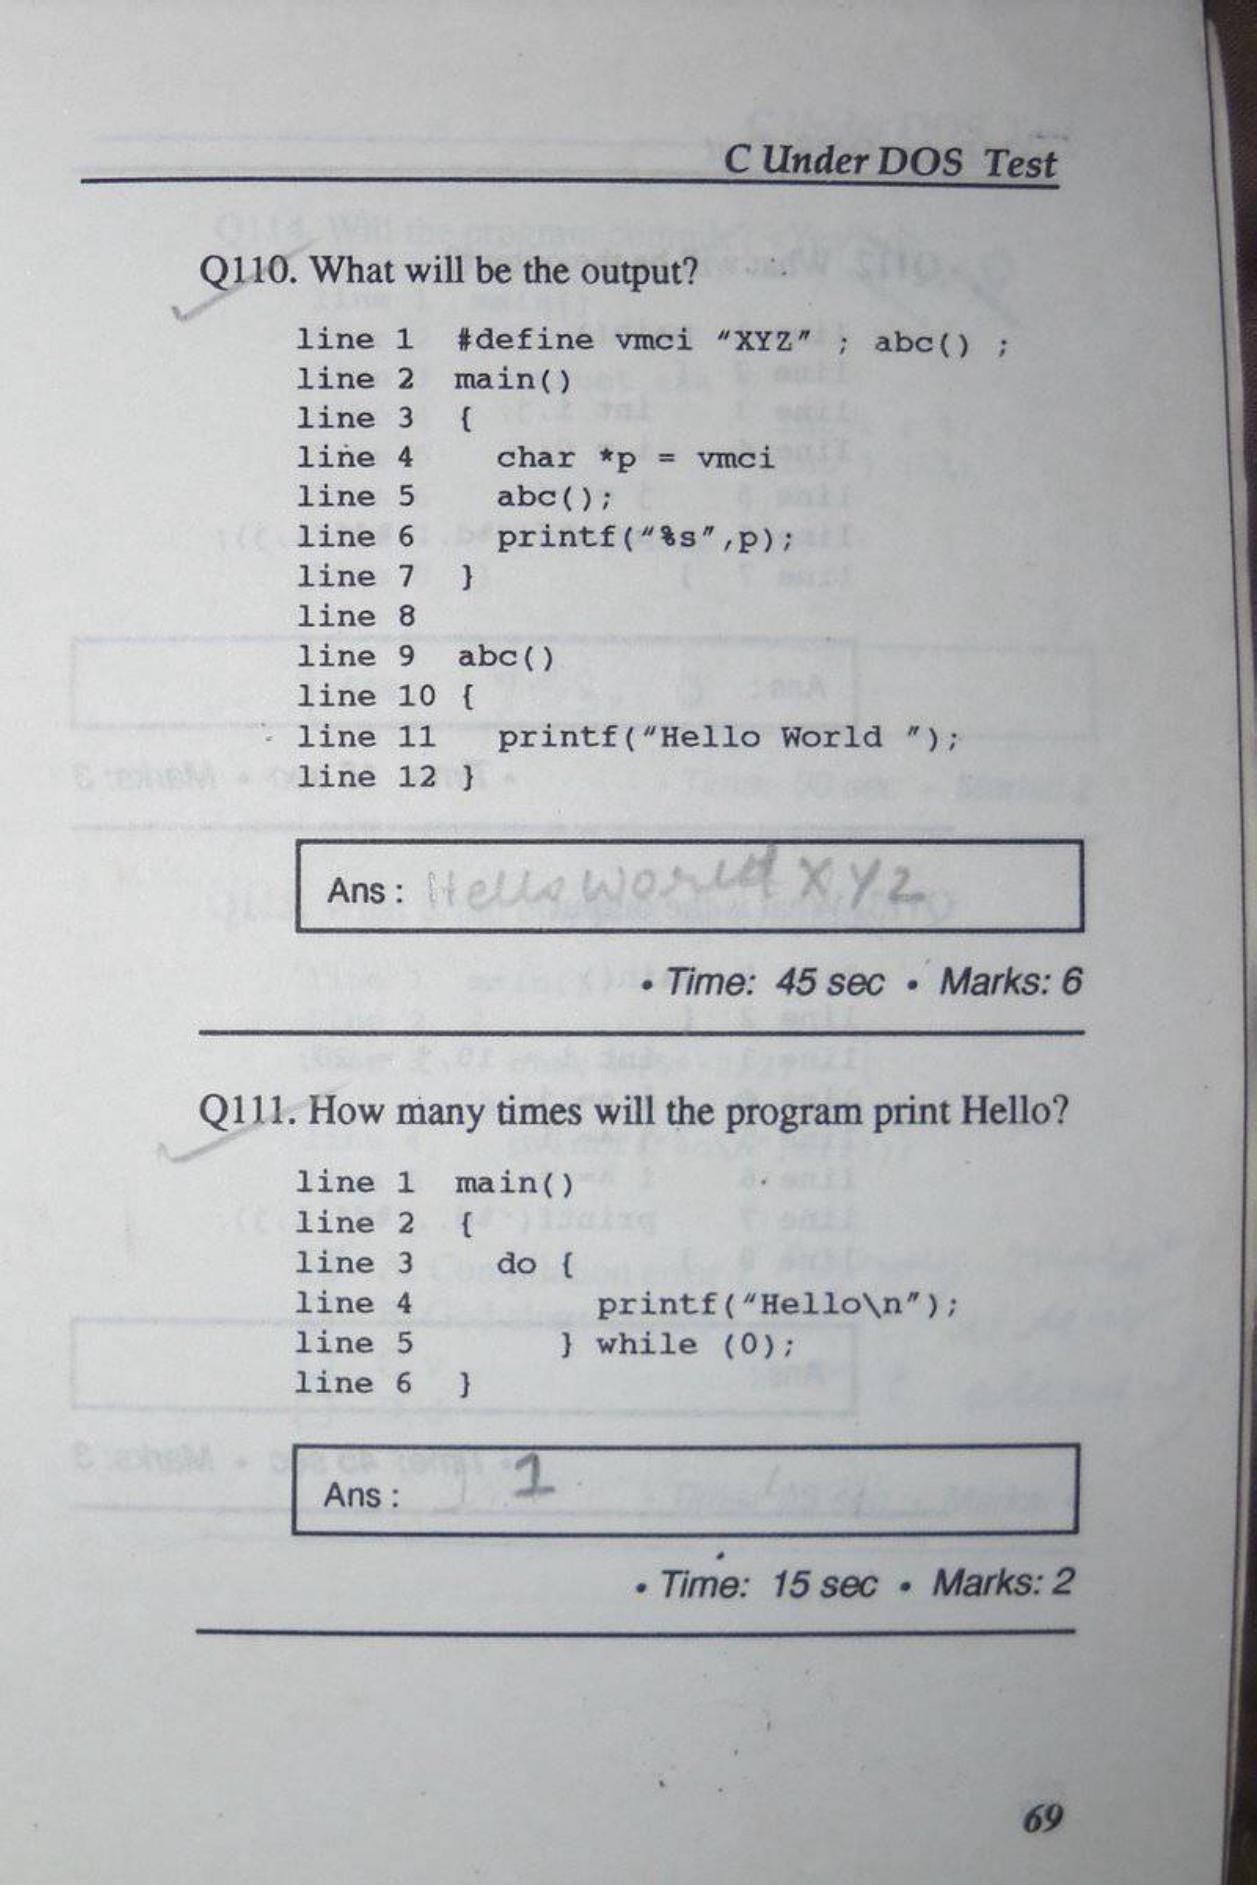 C Under DOS Test
Q110. What will be the output?
line 1 #define vmci "XYZ" ; abc() ;
line 2 main()
line 3 {
line 4 char *p = vmci
line 5 abc();
line 6 printf("%s",p);
line 7 }
line 8
line 9 abc()
line 10 {
line 11 printf("Hello World ");
line 12 }
Ans : Hello World XYZ
• Time: 45 sec • Marks: 6
Q111. How many times will the program print Hello?
line 1 main()
line 2 {
line 3 do {
line 4 printf("Hello\n");
line 5 } while (0);
line 6 }
Ans : 1
• Time: 15 sec • Marks: 2
69